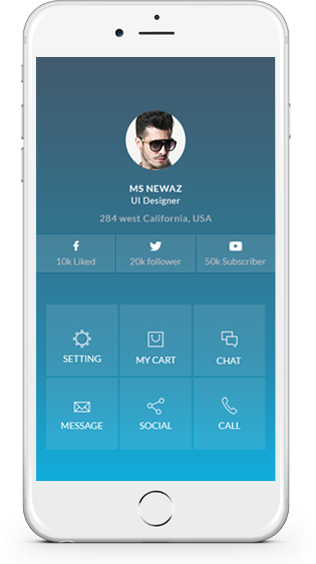 MS NEWAZ
UI Designer
284 west California, USA
10k Liked 20k follower 50k Subscriber
SETTING MY CART CHAT
MESSAGE SOCIAL CALL